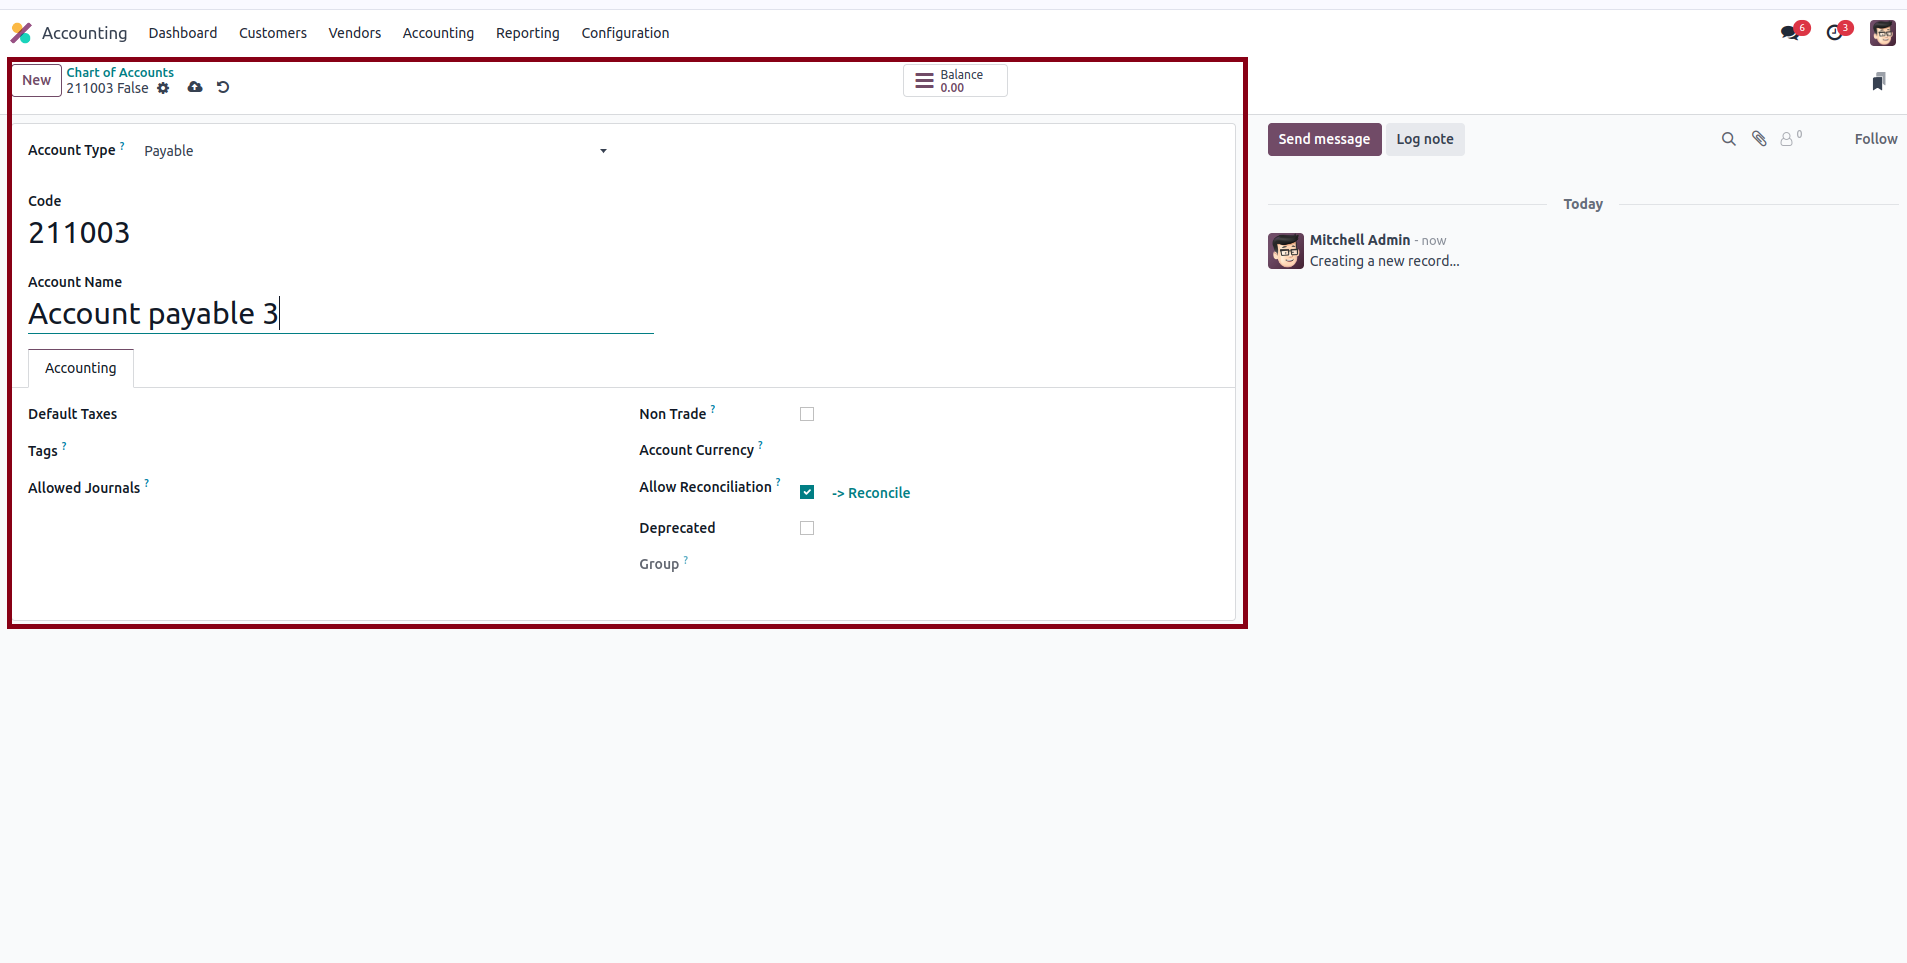 Accounting Dashboard Customers Vendors Accounting Reporting Configuration 6 3
New Chart of Accounts
211003 False
Balance
0.00
Account Type ? Payable
Code
211003
Account Name
Account payable 3
Accounting
Default Taxes
Tags ?
Allowed Journals ?
Non Trade ?
Account Currency ?
Allow Reconciliation ? -> Reconcile
Deprecated
Group ?
Send message Log note 0 Follow
Today
Mitchell Admin - now
Creating a new record...